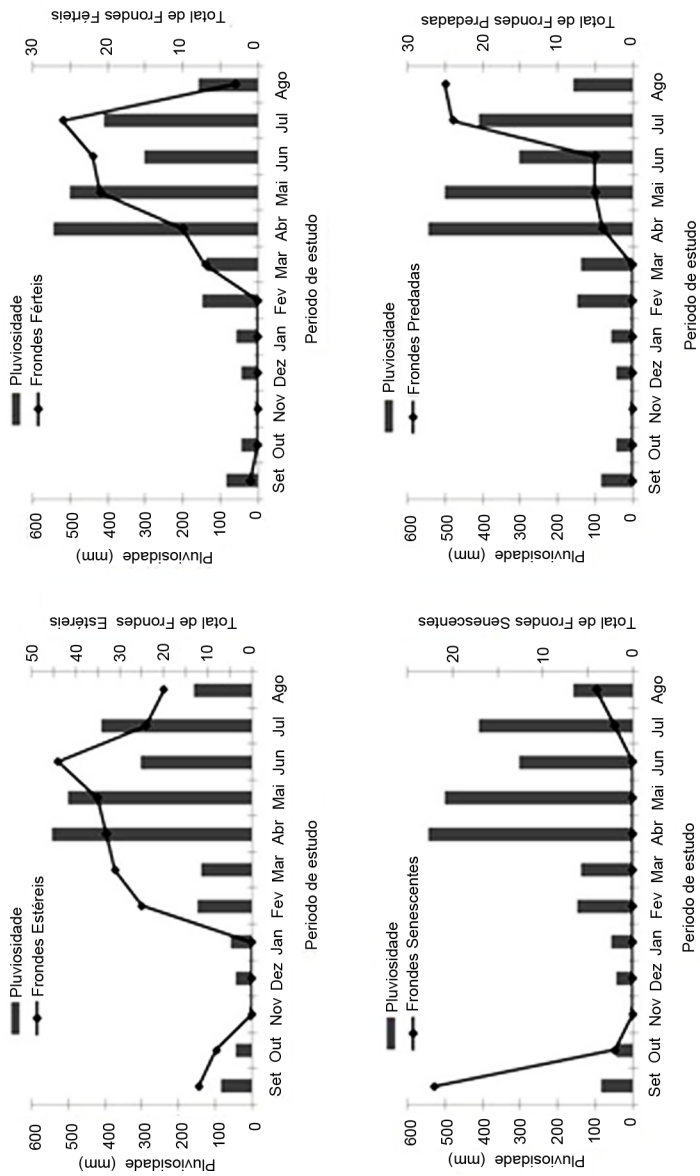 Pluviosidade
Frondes Estéreis
Pluviosidade (mm)
600
500
400
300
200
100
0
Set Out Nov Dez Jan Fev Mar Abr Mai Jun Jul Ago
Periodo de estudo
50
45
40
35
30
25
20
15
10
5
0
Total de Frondes Estéreis
Pluviosidade
Frondes Férteis
Pluviosidade (mm)
600
500
400
300
200
100
0
Set Out Nov Dez Jan Fev Mar Abr Mai Jun Jul Ago
Periodo de estudo
30
20
10
0
Total de Frondes Férteis
Pluviosidade
Frondes Senescentes
Pluviosidade (mm)
600
500
400
300
200
100
0
Set Out Nov Dez Jan Fev Mar Abr Mai Jun Jul Ago
Periodo de estudo
20
10
0
Total de Frondes Senescentes
Pluviosidade
Frondes Predadas
Pluviosidade (mm)
600
500
400
300
200
100
0
Set Out Nov Dez Jan Fev Mar Abr Mai Jun Jul Ago
Periodo de estudo
30
20
10
0
Total de Frondes Predadas